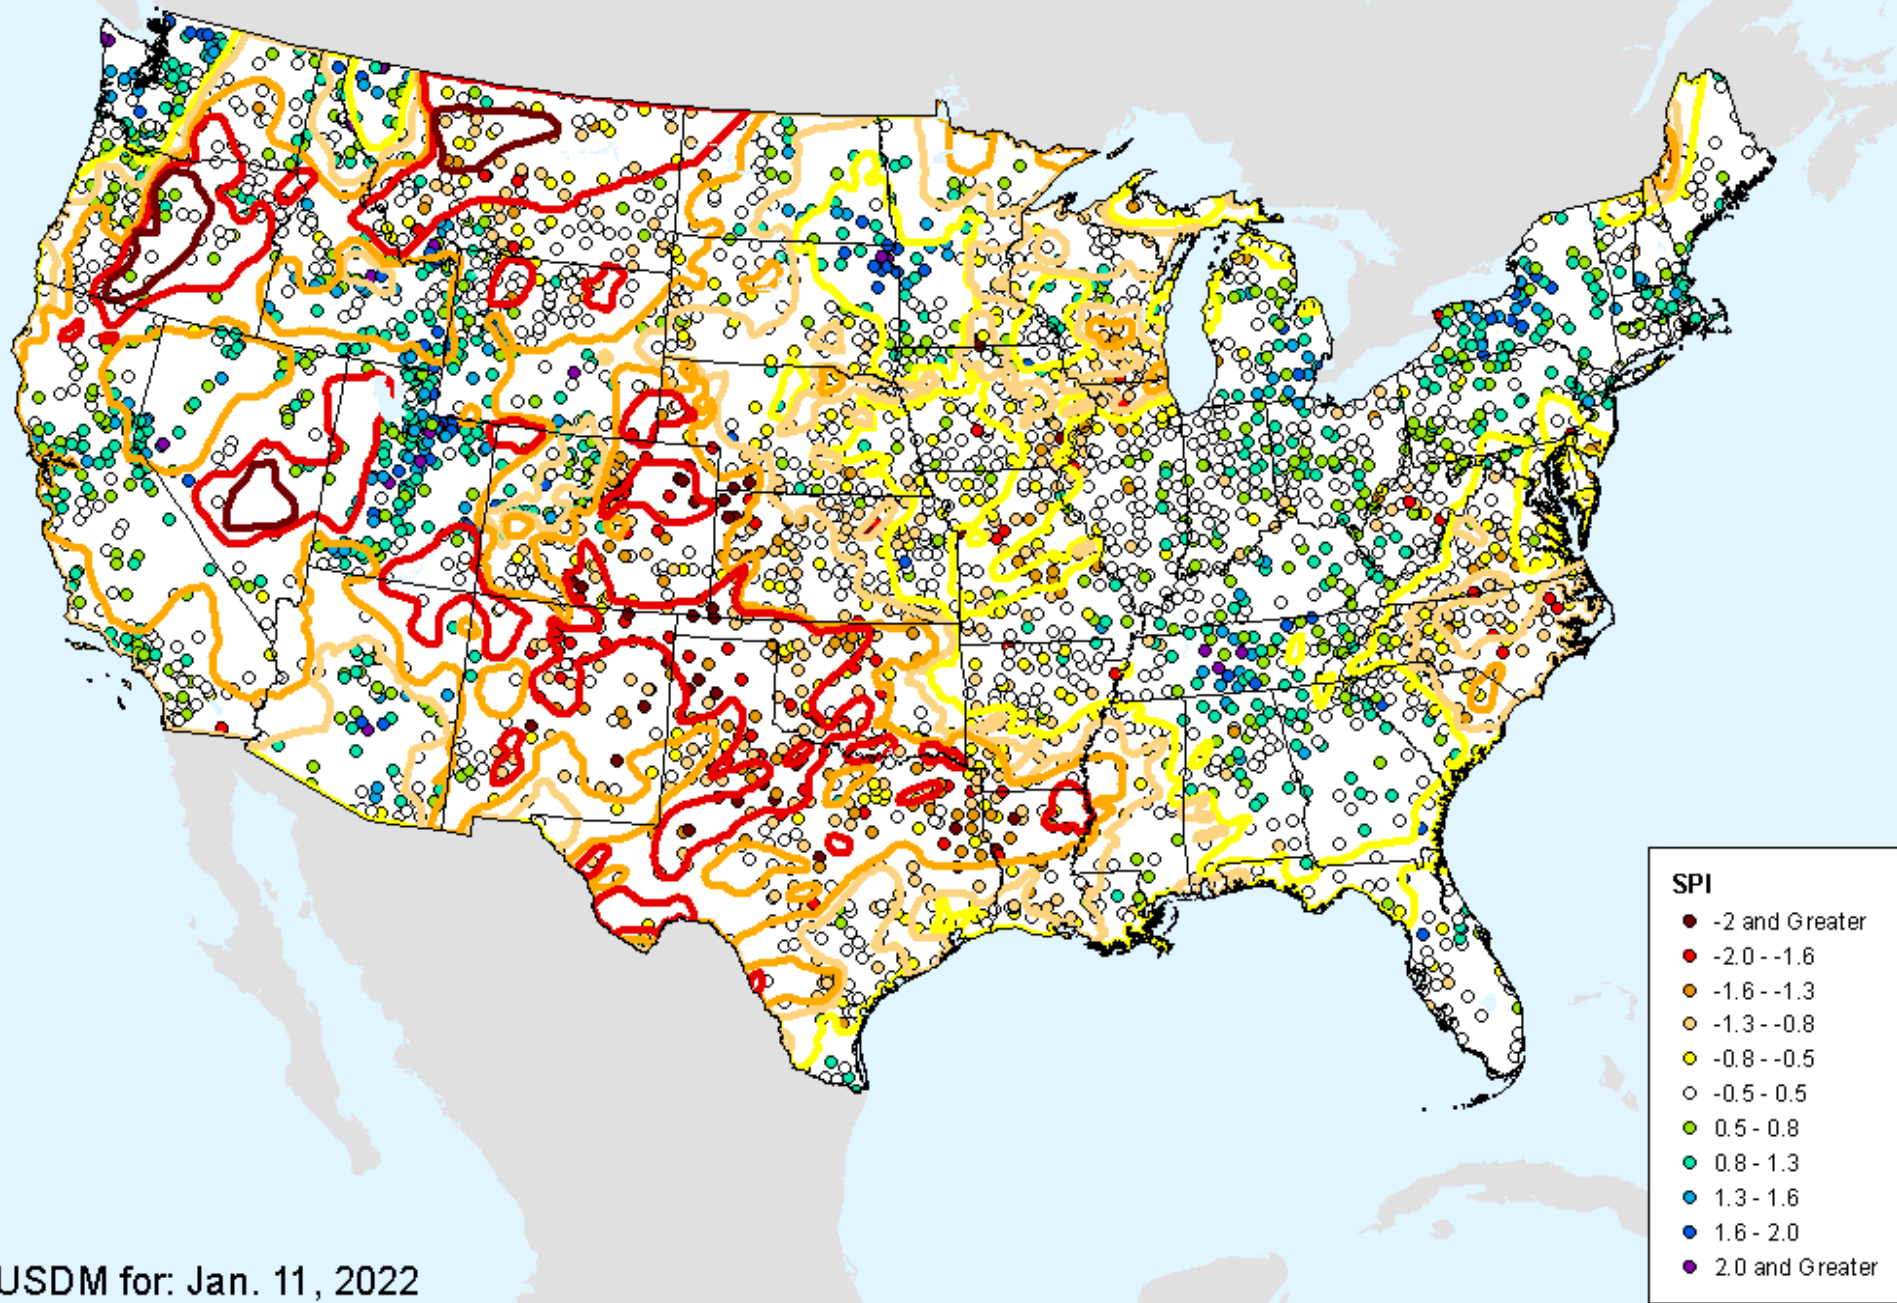 SPI
-2 and Greater
-2.0 - -1.6
-1.6 - -1.3
-1.3 - -0.8
-0.8 - -0.5
-0.5 - 0.5
0.5 - 0.8
0.8 - 1.3
1.3 - 1.6
1.6 - 2.0
2.0 and Greater
USDM for: Jan. 11, 2022